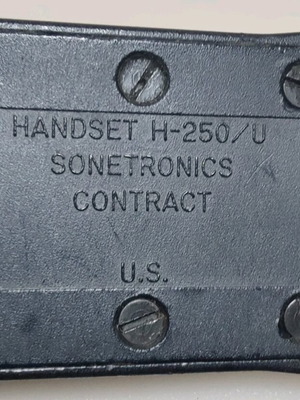 HANDSET H-250/U
SONETRONICS
CONTRACT
U.S.